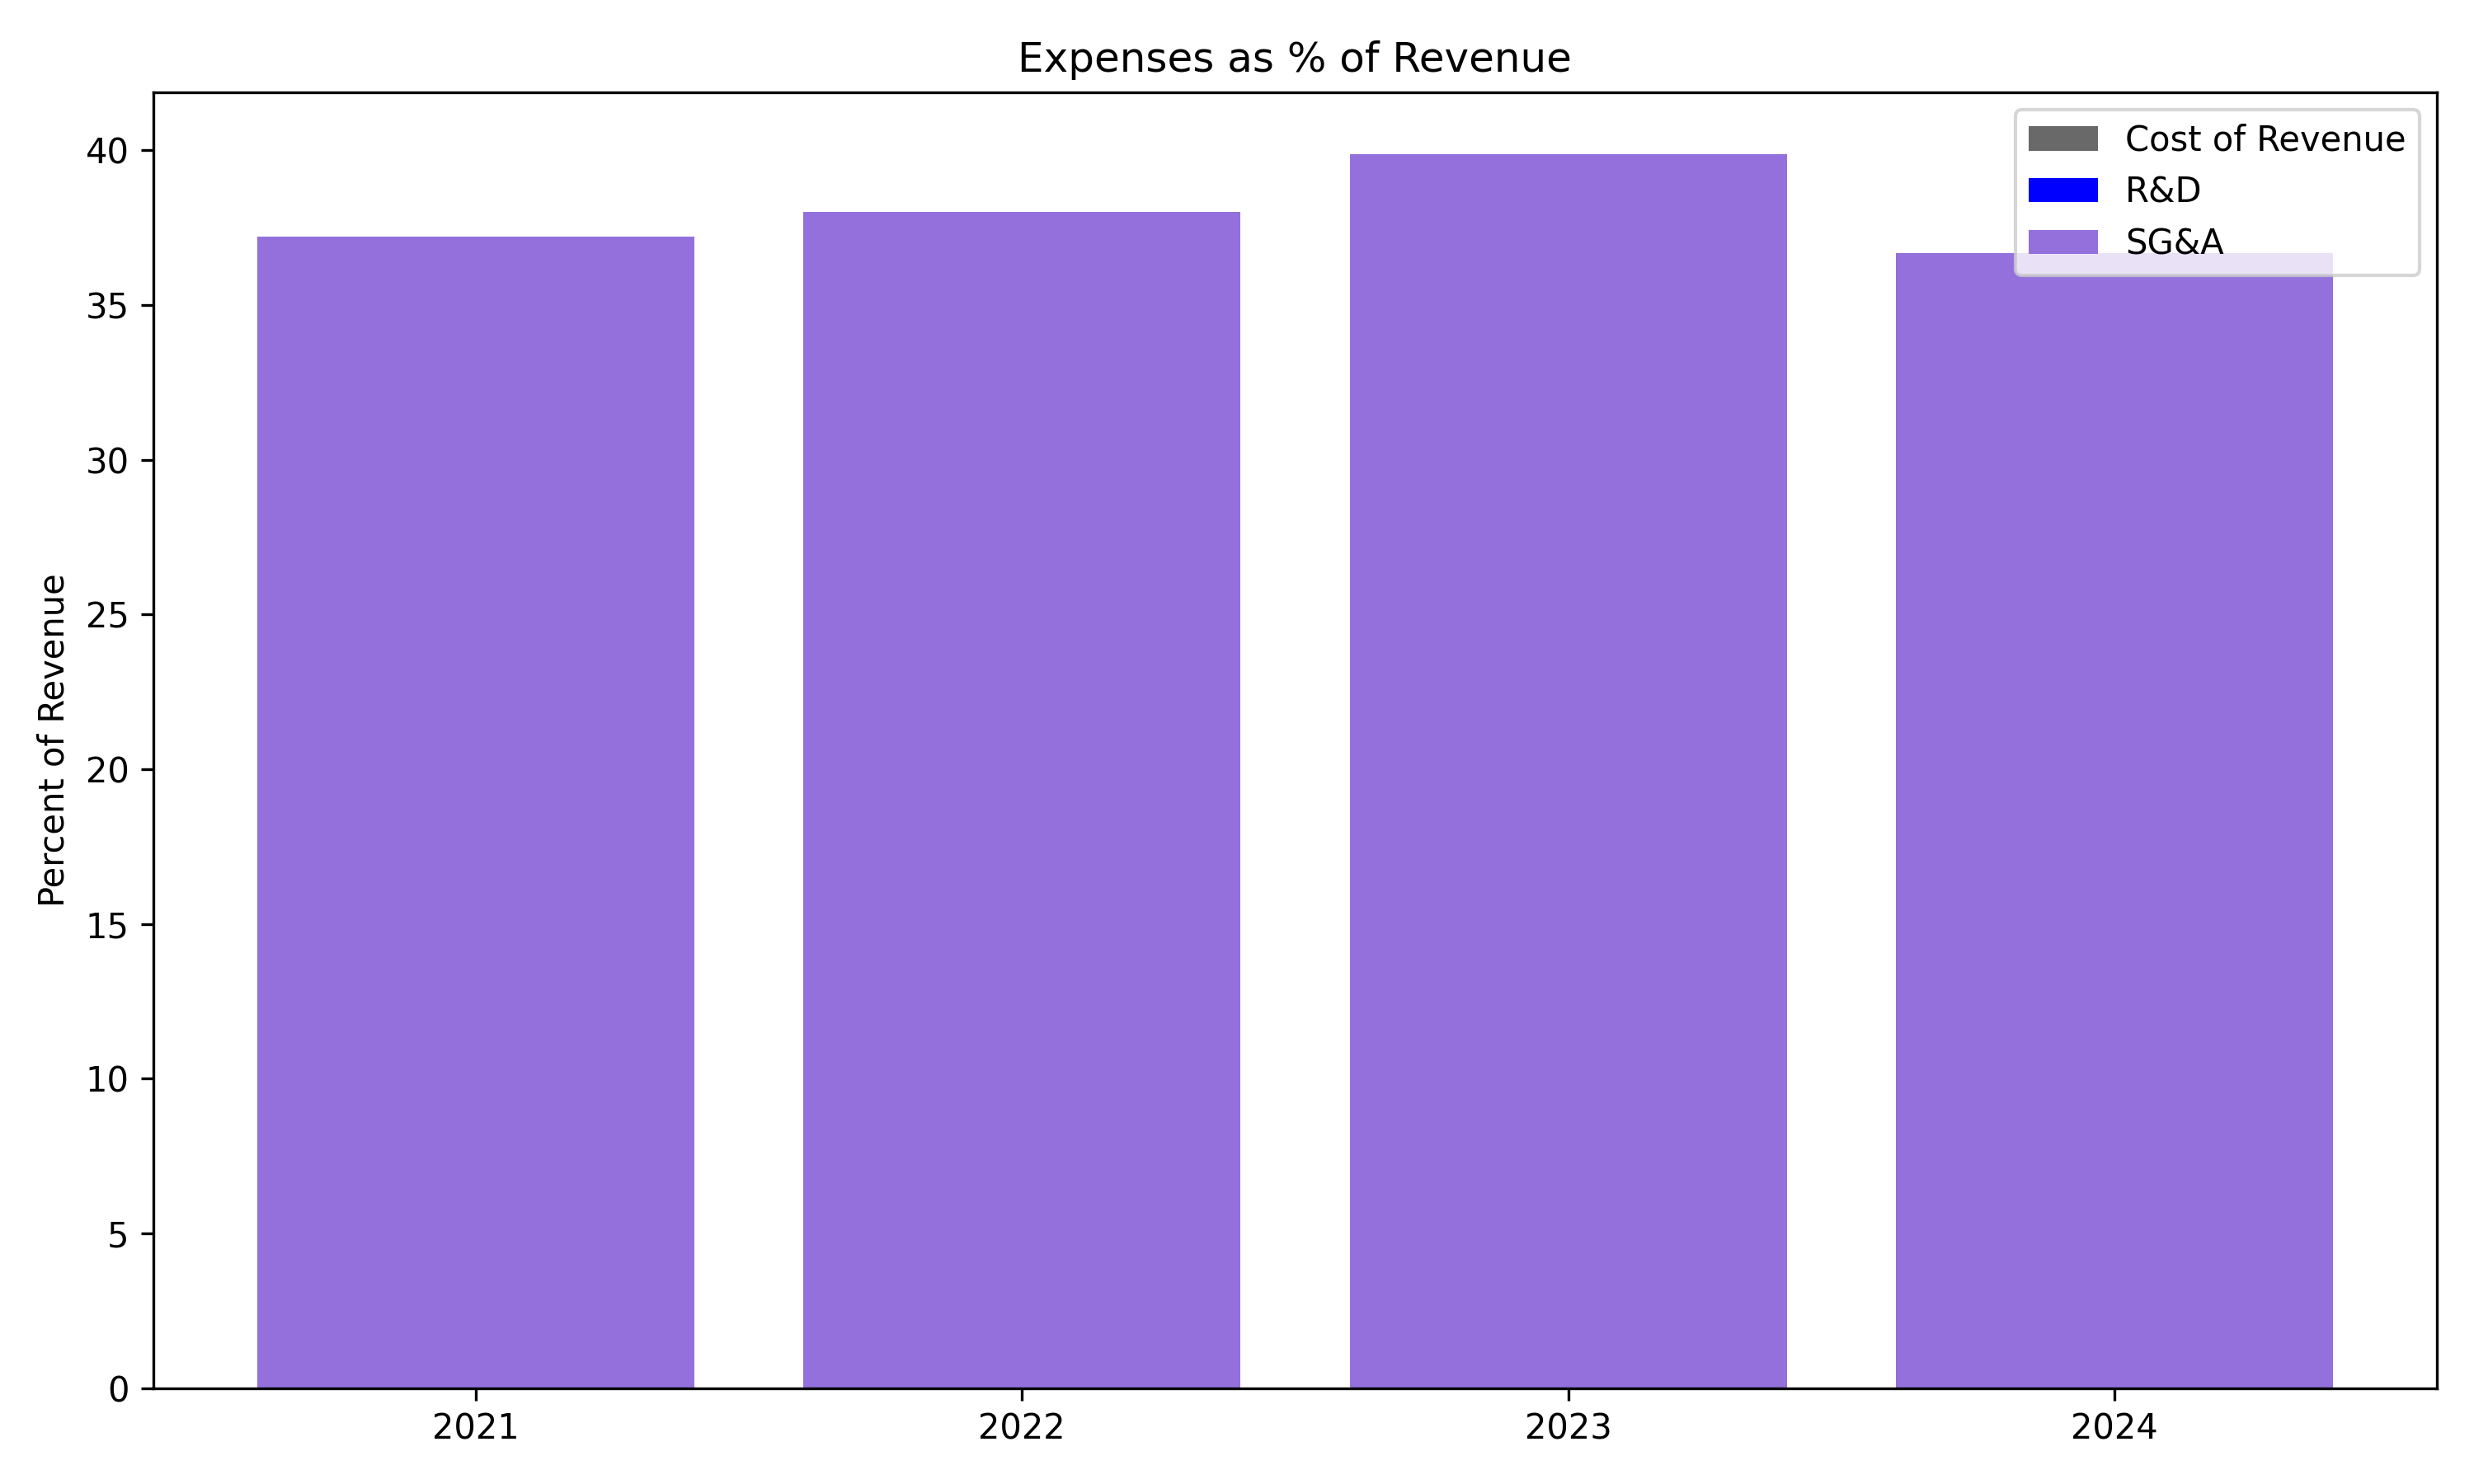 Expenses as % of Revenue
Cost of Revenue
R&D
SG&A
Percent of Revenue
40
35
30
25
20
15
10
5
0
2021
2022
2023
2024